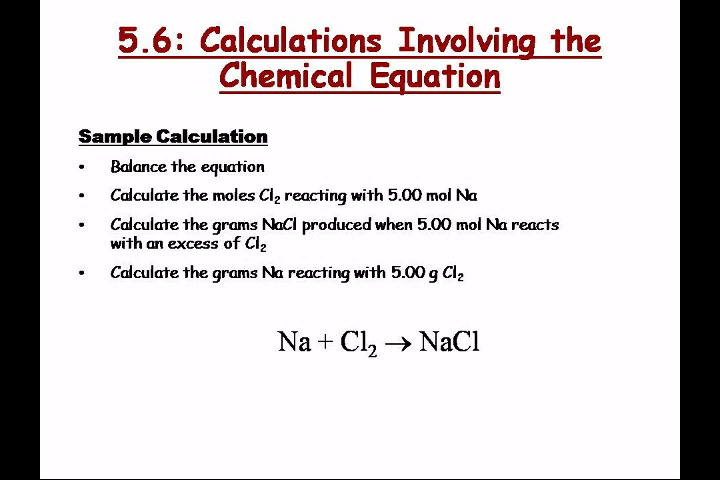 5.6: Calculations Involving the
Chemical Equation
Sample Calculation
• Balance the equation
• Calculate the moles Cl₂ reacting with 5.00 mol Na
• Calculate the grams NaCl produced when 5.00 mol Na reacts
with an excess of Cl₂
• Calculate the grams Na reacting with 5.00 g Cl₂
Na + Cl₂ → NaCl